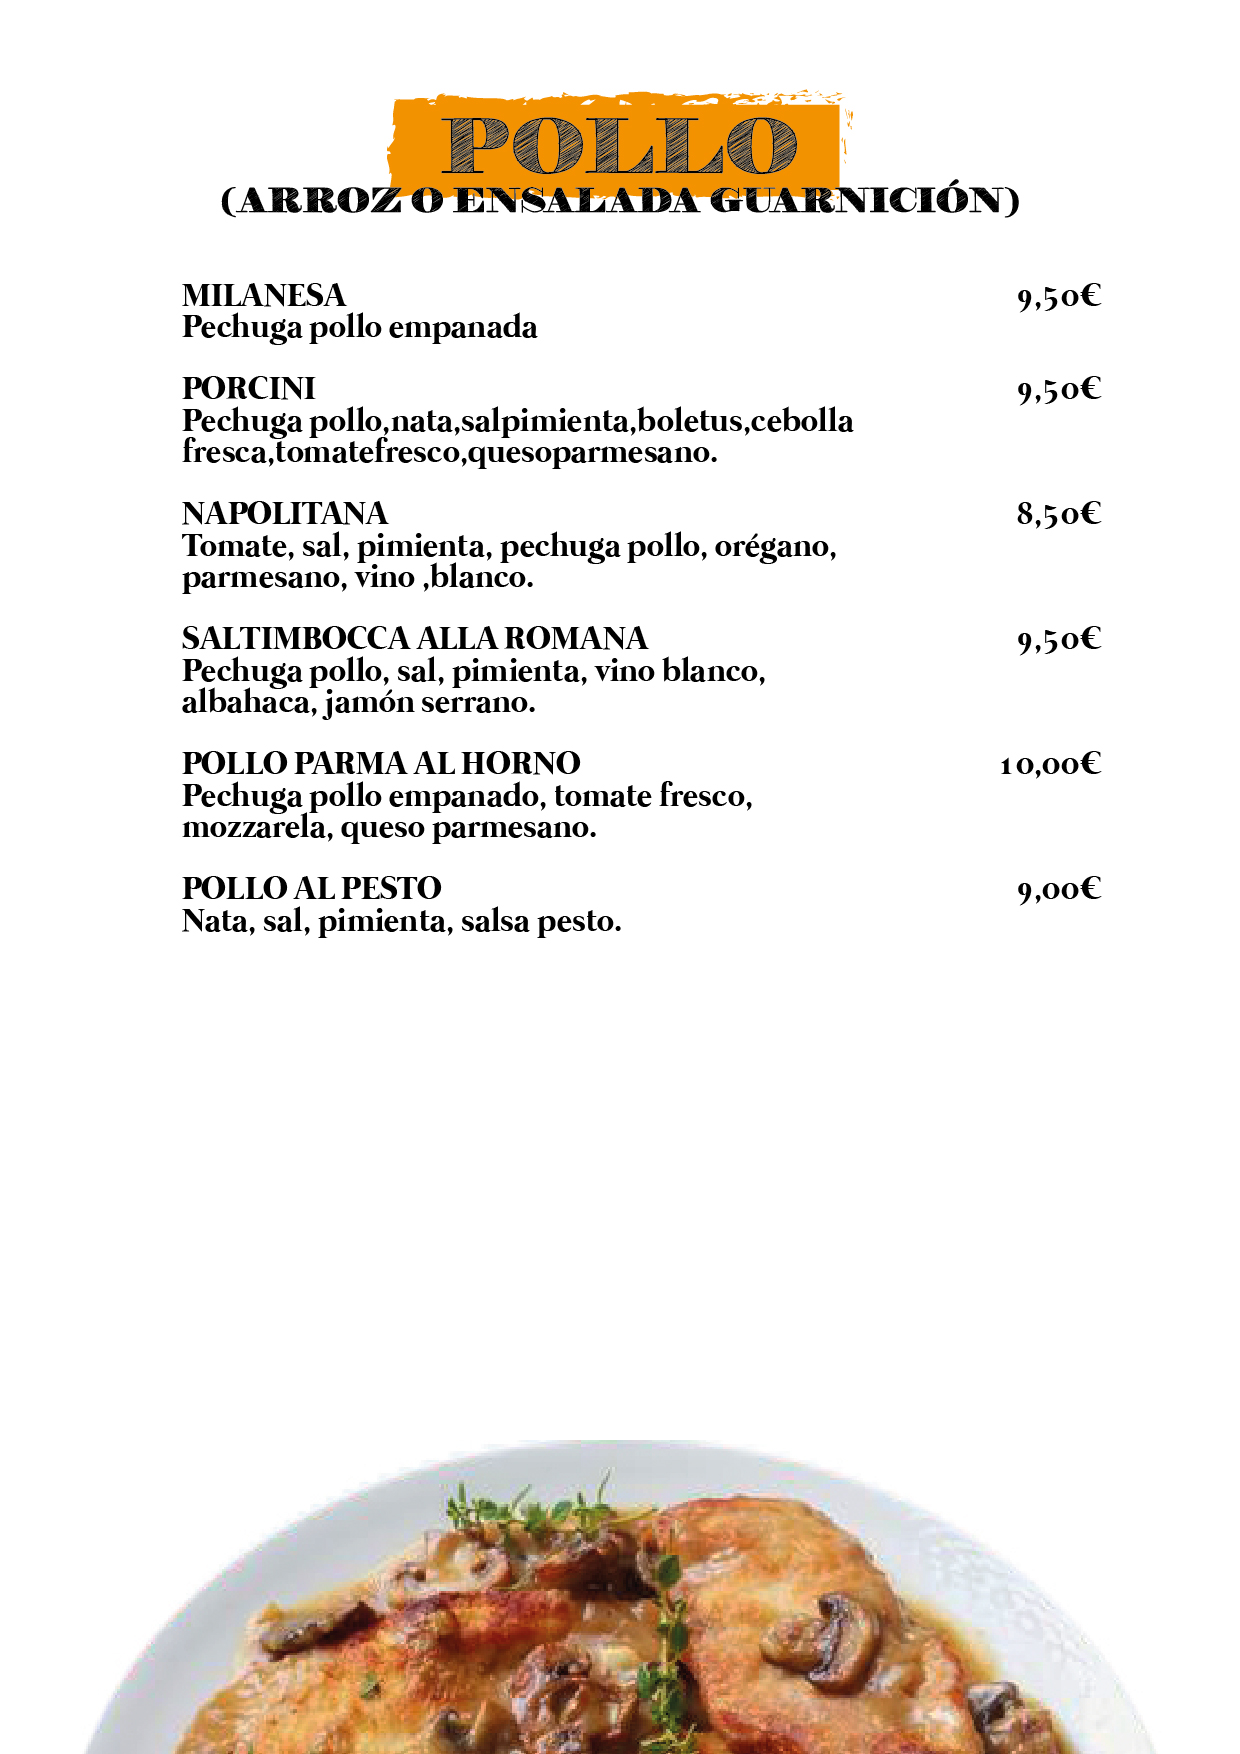 POLLO
(ARROZ O ENSALADA GUARNICIÓN)
MILANESA 9,50€
Pechuga pollo empanada
PORCINI 9,50€
Pechuga pollo,nata,salpimienta,boletus,cebolla
fresca,tomatefresco,quesoparmesano.
NAPOLITANA 8,50€
Tomate, sal, pimienta, pechuga pollo, orégano,
parmesano, vino ,blanco.
SALTIMBOCCA ALLA ROMANA 9,50€
Pechuga pollo, sal, pimienta, vino blanco,
albahaca, jamón serrano.
POLLO PARMA AL HORNO 10,00€
Pechuga pollo empanado, tomate fresco,
mozzarela, queso parmesano.
POLLO AL PESTO 9,00€
Nata, sal, pimienta, salsa pesto.